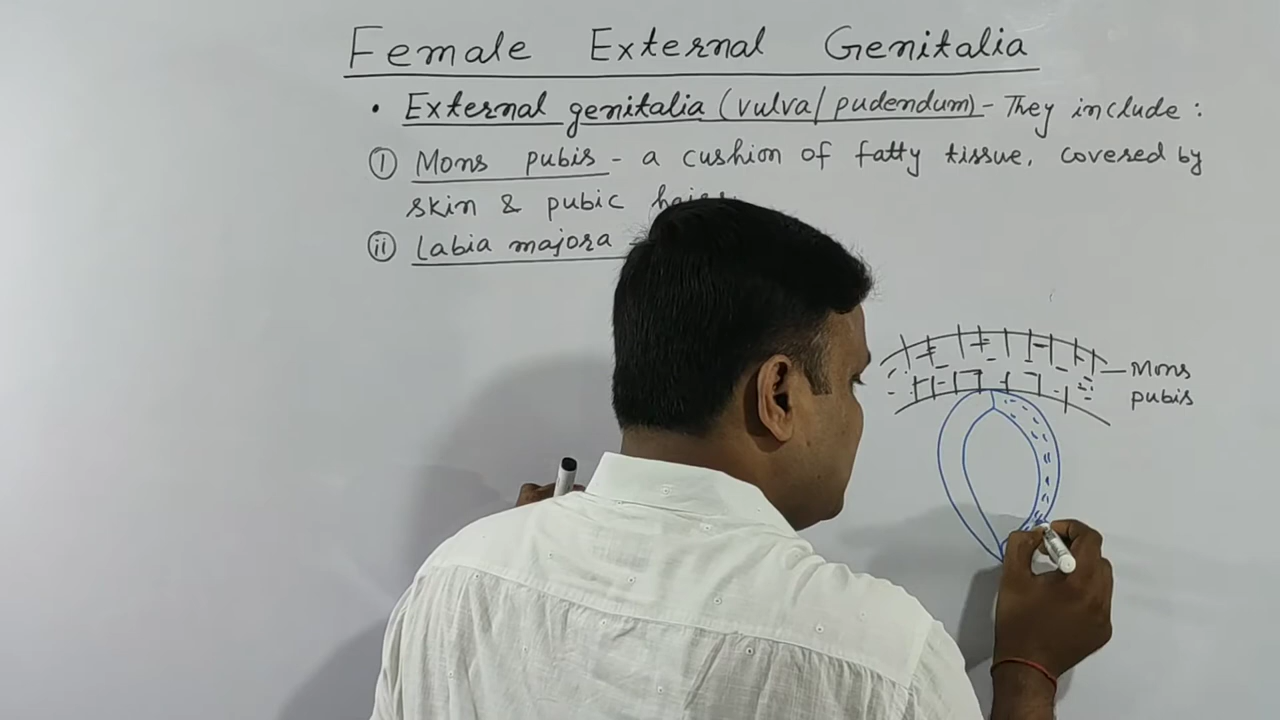 Female External Genitalia
• External genitalia (vulva/pudendum) - They include :
(i) Mons pubis - a cushion of fatty tissue, covered by
skin & pubic hairs
(ii) Labia majora
Mons
pubis